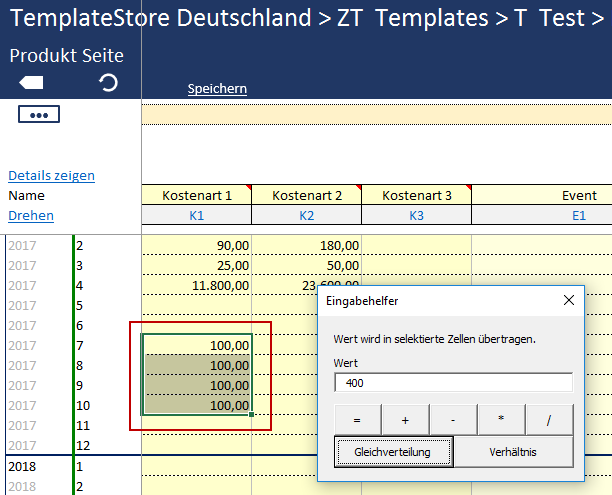 TemplateStore Deutschland > ZT Templates > T Test >
Produkt Seite
Speichern
Details zeigen
Name Kostenart 1 Kostenart 2 Kostenart 3 Event
Drehen K1 K2 K3 E1
2017 2 90,00 180,00
2017 3 25,00 50,00
2017 4 11.800,00
2017 5
2017 6
2017 7 100,00
2017 8 100,00
2017 9 100,00
2017 10 100,00
2017 11
2017 12
2018 1
2018 2
Eingabehelfer
Wert wird in selektierte Zellen übertragen.
Wert
400
= + - * /
Gleichverteilung Verhältnis